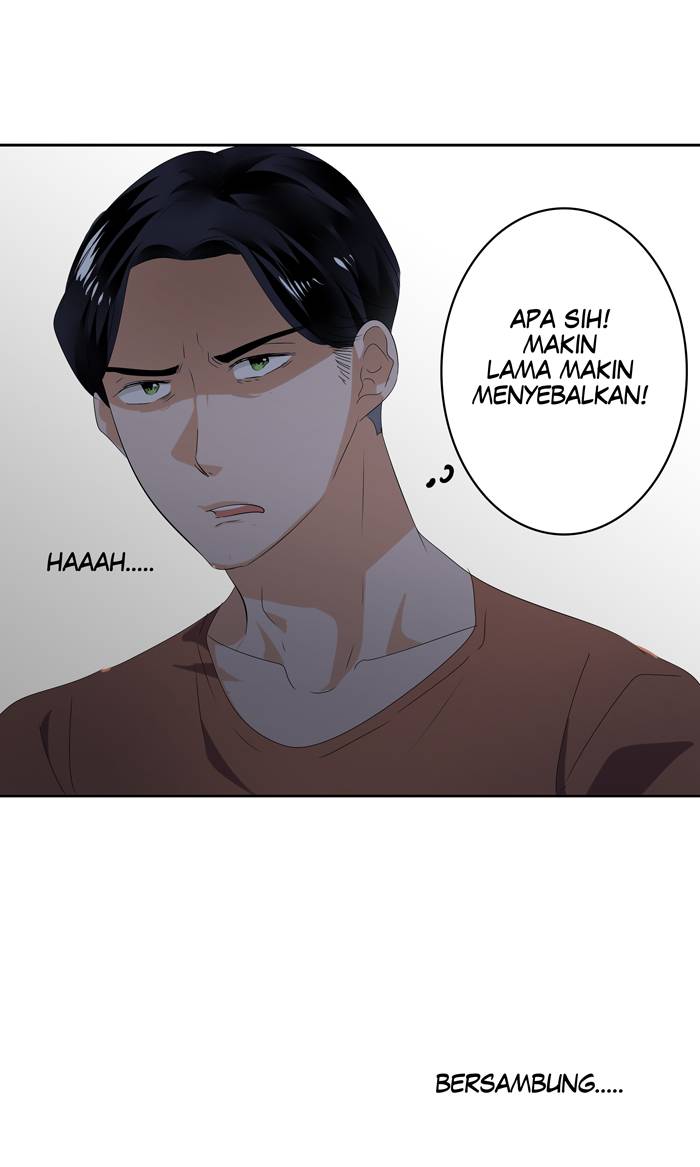 APA SIH!
MAKIN
LAMA MAKIN
MENYEBALKAN!
HAAAH.....
BERSAMBUNG.....